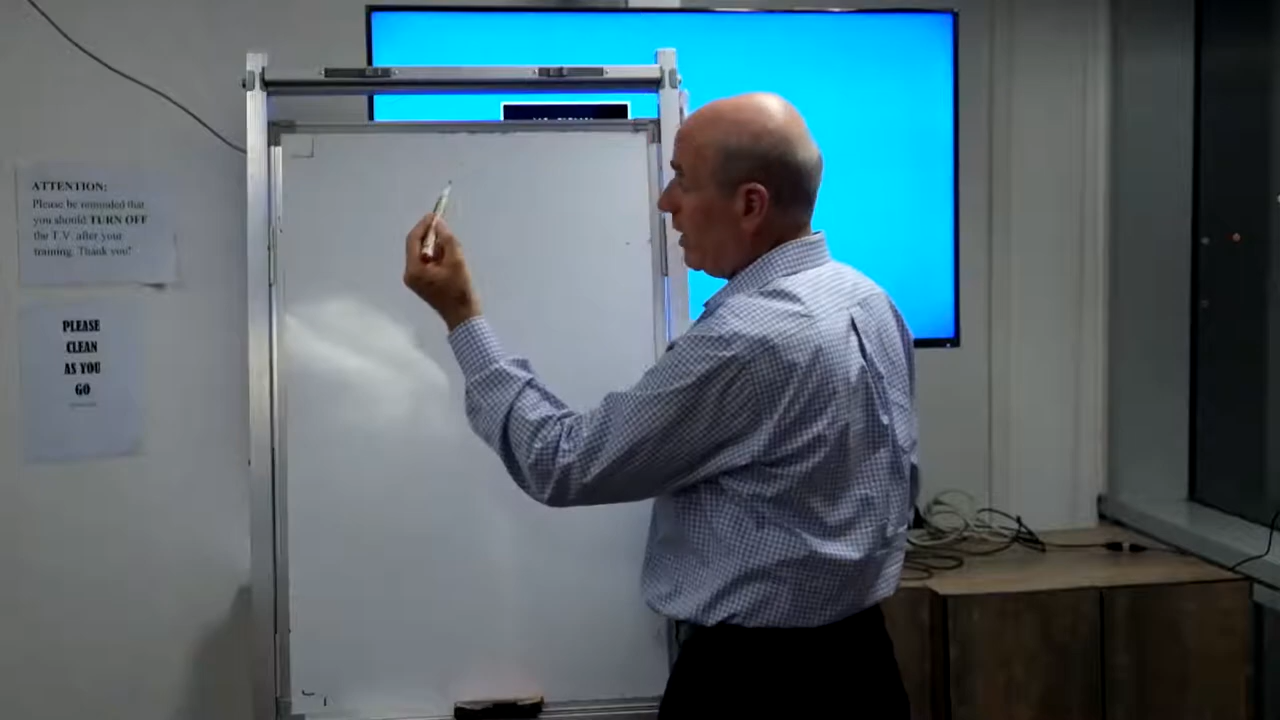 ATTENTION:
Please be reminded that
you should TURN OFF
the T.V. after your
training. Thank you!
PLEASE
CLEAN
AS YOU
GO